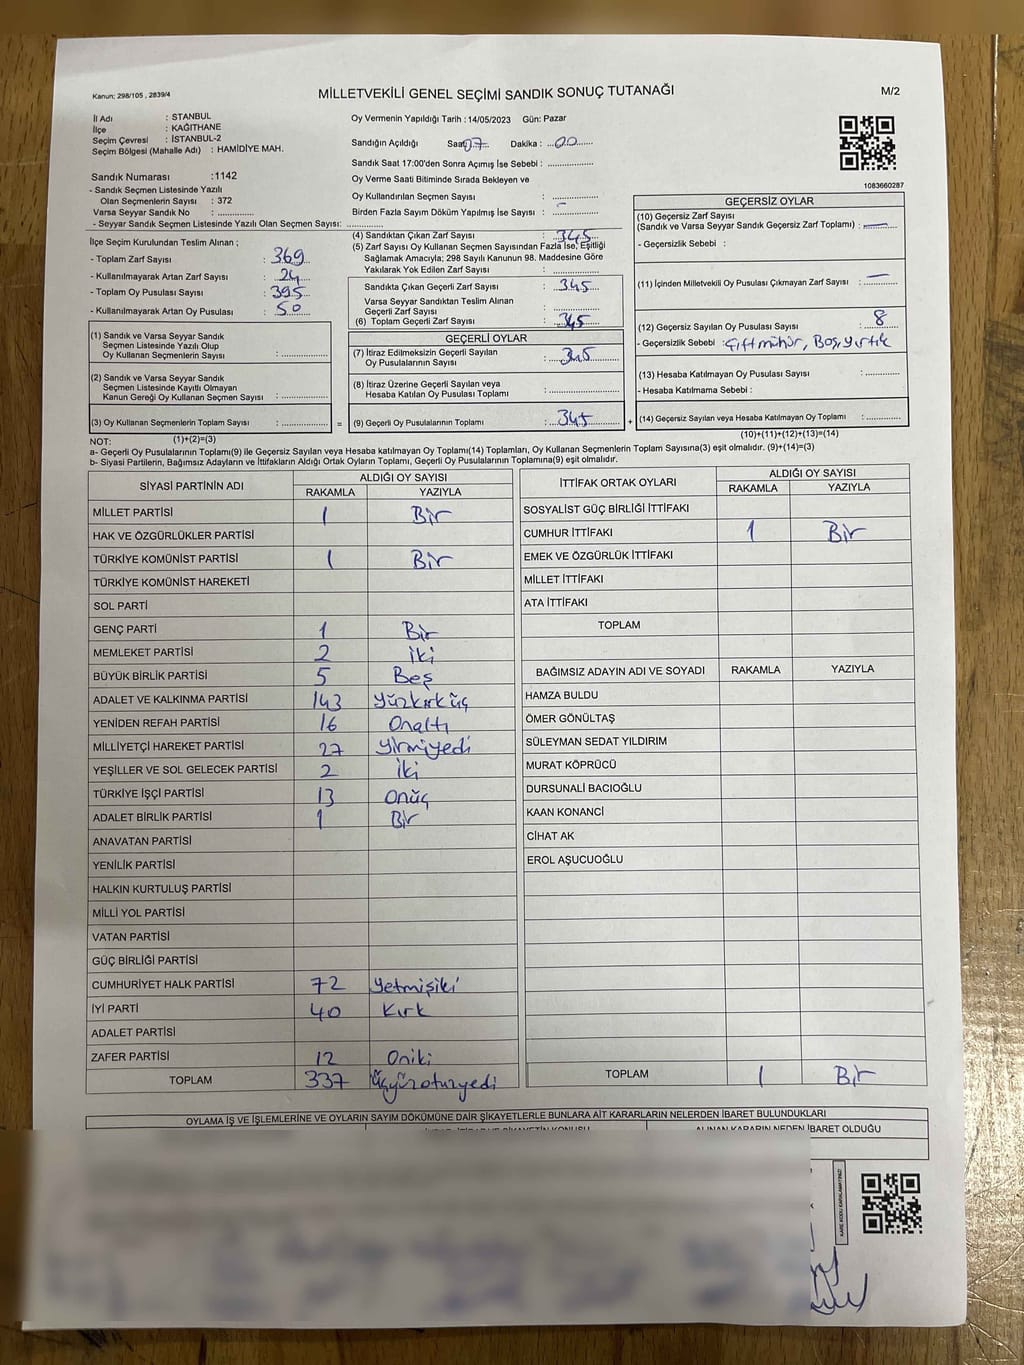 Kanun; 298/105 , 2839/4
MİLLETVEKİLİ GENEL SEÇİMİ SANDIK SONUÇ TUTANAĞI
M/2
İl Adı : STANBUL
İlçe : KAĞITHANE
Seçim Çevresi : İSTANBUL-2
Seçim Bölgesi (Mahalle Adı) : HAMİDİYE MAH.
Sandık Numarası :1142
- Sandık Seçmen Listesinde Yazılı
Olan Seçmenlerin Sayısı : 372
Varsa Seyyar Sandık No : ..............
- Seyyar Sandık Seçmen Listesinde Yazılı Olan Seçmen Sayısı: ..............
Oy Vermenin Yapıldığı Tarih : 14/05/2023 Gün: Pazar
Sandığın Açıldığı Saat 07 Dakika : 00
Sandık Saat 17:00'den Sonra Açımış İse Sebebi : ..............
Oy Verme Saati Bitiminde Sırada Bekleyen ve
Oy Kullandırılan Seçmen Sayısı : ..............
Birden Fazla Sayım Döküm Yapılmış İse Sayısı : -
1083660287
İlçe Seçim Kurulundan Teslim Alınan ;
- Toplam Zarf Sayısı : 369
- Kullanılmayarak Artan Zarf Sayısı : 24
- Toplam Oy Pusulası Sayısı : 395
- Kullanılmayarak Artan Oy Pusulası : 50
(1) Sandık ve Varsa Seyyar Sandık
Seçmen Listesinde Yazılı Olup
Oy Kullanan Seçmenlerin Sayısı : ..............
(2) Sandık ve Varsa Seyyar Sandık
Seçmen Listesinde Kayıtlı Olmayan
Kanun Gereği Oy Kullanan Seçmen Sayısı : ..............
(3) Oy Kullanan Seçmenlerin Toplam Sayısı : ..............
(4) Sandıktan Çıkan Zarf Sayısı : 345
(5) Zarf Sayısı Oy Kullanan Seçmen Sayısından Fazla İse, Eşitliği
Sağlamak Amacıyla; 298 Sayılı Kanunun 98. Maddesine Göre
Yakılarak Yok Edilen Zarf Sayısı : ..............
Sandıkta Çıkan Geçerli Zarf Sayısı : 345
Varsa Seyyar Sandıktan Teslim Alınan
Geçerli Zarf Sayısı : ..............
(6) Toplam Geçerli Zarf Sayısı : 345
GEÇERLİ OYLAR
(7) İtiraz Edilmeksizin Geçerli Sayılan
Oy Pusulalarının Sayısı : 345
(8) İtiraz Üzerine Geçerli Sayılan veya
Hesaba Katılan Oy Pusulası Toplamı : ..............
= (9) Geçerli Oy Pusulalarının Toplamı : 345 +
GEÇERSİZ OYLAR
(10) Geçersiz Zarf Sayısı
(Sandık ve Varsa Seyyar Sandık Geçersiz Zarf Toplamı) : —
- Geçersizlik Sebebi :
(11) İçinden Milletvekili Oy Pusulası Çıkmayan Zarf Sayısı : —
(12) Geçersiz Sayılan Oy Pusulası Sayısı : 8
- Geçersizlik Sebebi : Çift mühür, Boş, yırtık
(13) Hesaba Katılmayan Oy Pusulası Sayısı : ..............
- Hesaba Katılmama Sebebi :
(14) Geçersiz Sayılan veya Hesaba Katılmayan Oy Toplamı : ..............
NOT: (1)+(2)=(3)
(10)+(11)+(12)+(13)=(14)
a- Geçerli Oy Pusulalarının Toplamı(9) ile Geçersiz Sayılan veya Hesaba katılmayan Oy Toplamı(14) Toplamları, Oy Kullanan Seçmenlerin Toplam Sayısına(3) eşit olmalıdır. (9)+(14)=(3)
b- Siyasi Partilerin, Bağımsız Adayların ve İttifakların Aldığı Ortak Oyların Toplamı, Geçerli Oy Pusulalarının Toplamına(9) eşit olmalıdır.
SİYASİ PARTİNİN ADI ALDIĞI OY SAYISI
RAKAMLA YAZIYLA
MİLLET PARTİSİ 1 Bir
HAK VE ÖZGÜRLÜKLER PARTİSİ
TÜRKİYE KOMÜNİST PARTİSİ 1 Bir
TÜRKİYE KOMÜNİST HAREKETİ
SOL PARTİ
GENÇ PARTİ 1 Bir
MEMLEKET PARTİSİ 2 iki
BÜYÜK BİRLİK PARTİSİ 5 Beş
ADALET VE KALKINMA PARTİSİ 143 yüzkırküç
YENİDEN REFAH PARTİSİ 16 Onaltı
MİLLİYETÇİ HAREKET PARTİSİ 27 yirmiyedi
YEŞİLLER VE SOL GELECEK PARTİSİ 2 iki
TÜRKİYE İŞÇİ PARTİSİ 13 onüç
ADALET BİRLİK PARTİSİ 1 Bir
ANAVATAN PARTİSİ
YENİLİK PARTİSİ
HALKIN KURTULUŞ PARTİSİ
MİLLİ YOL PARTİSİ
VATAN PARTİSİ
GÜÇ BİRLİĞİ PARTİSİ
CUMHURİYET HALK PARTİSİ 72 yetmişiki
İYİ PARTİ 40 kırk
ADALET PARTİSİ
ZAFER PARTİSİ 12 Oniki
TOPLAM 337 üçyüzoturyedi
İTTİFAK ORTAK OYLARI ALDIĞI OY SAYISI
RAKAMLA YAZIYLA
SOSYALİST GÜÇ BİRLİĞİ İTTİFAKI
CUMHUR İTTİFAKI 1 Bir
EMEK VE ÖZGÜRLÜK İTTİFAKI
MİLLET İTTİFAKI
ATA İTTİFAKI
TOPLAM
BAĞIMSIZ ADAYIN ADI VE SOYADI RAKAMLA YAZIYLA
HAMZA BULDU
ÖMER GÖNÜLTAŞ
SÜLEYMAN SEDAT YILDIRIM
MURAT KÖPRÜCÜ
DURSUNALİ BACIOĞLU
KAAN KONANCİ
CİHAT AK
EROL AŞUCUOĞLU
TOPLAM 1 Bir
OYLAMA İŞ VE İŞLEMLERİNE VE OYLARIN SAYIM DÖKÜMÜNE DAİR ŞİKAYETLERLE BUNLARA AİT KARARLARIN NELERDEN İBARET BULUNDUKLARI
ALINAN KARARIN NEDEN İBARET OLDUĞU